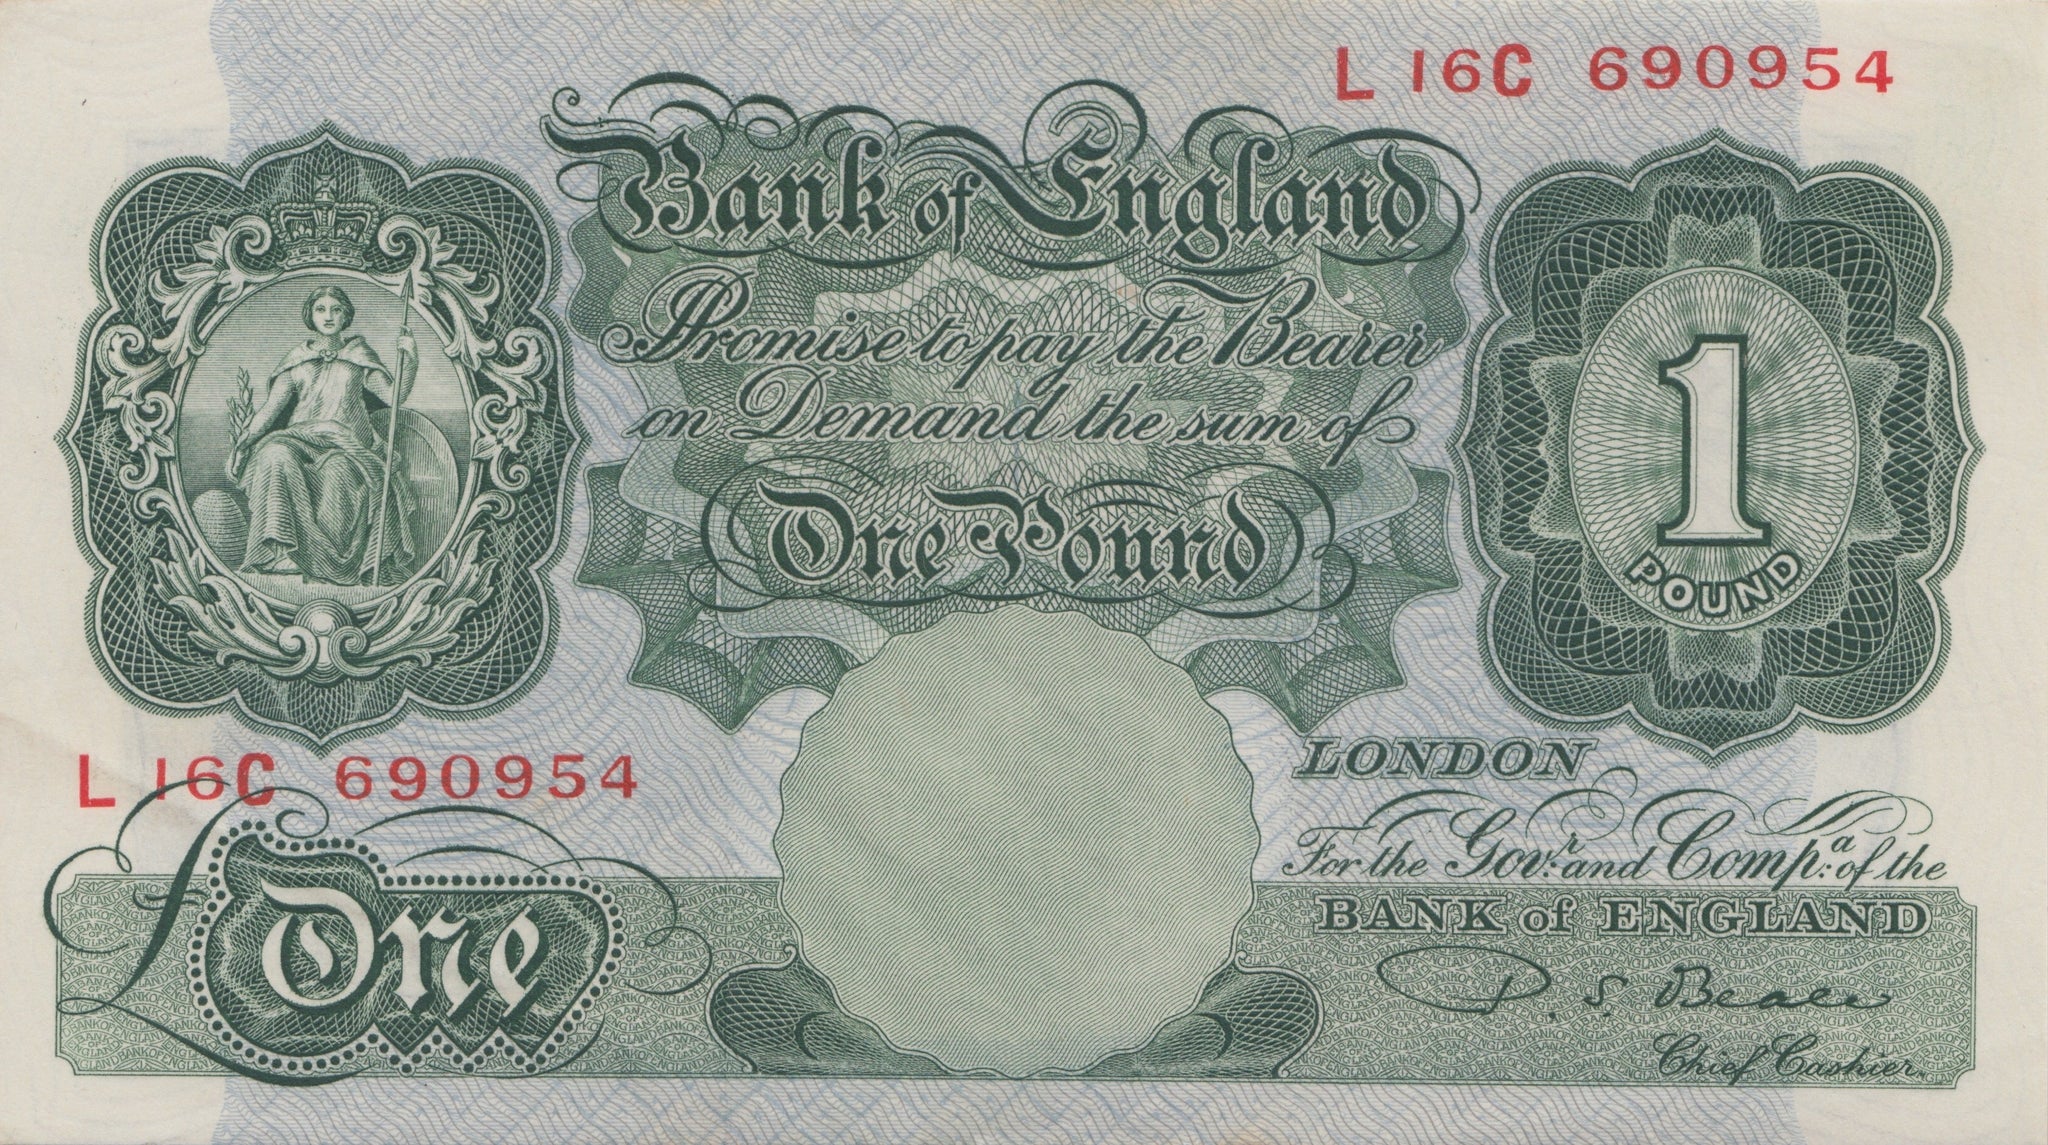 L 16C 690954
Bank of England
Promise to pay the Bearer
on Demand the sum of
One Pound
1
POUND
L 16C 690954
£One
LONDON
For the Govr. and Compa. of the
BANK of ENGLAND
P. S. Beale
Chief Cashier.